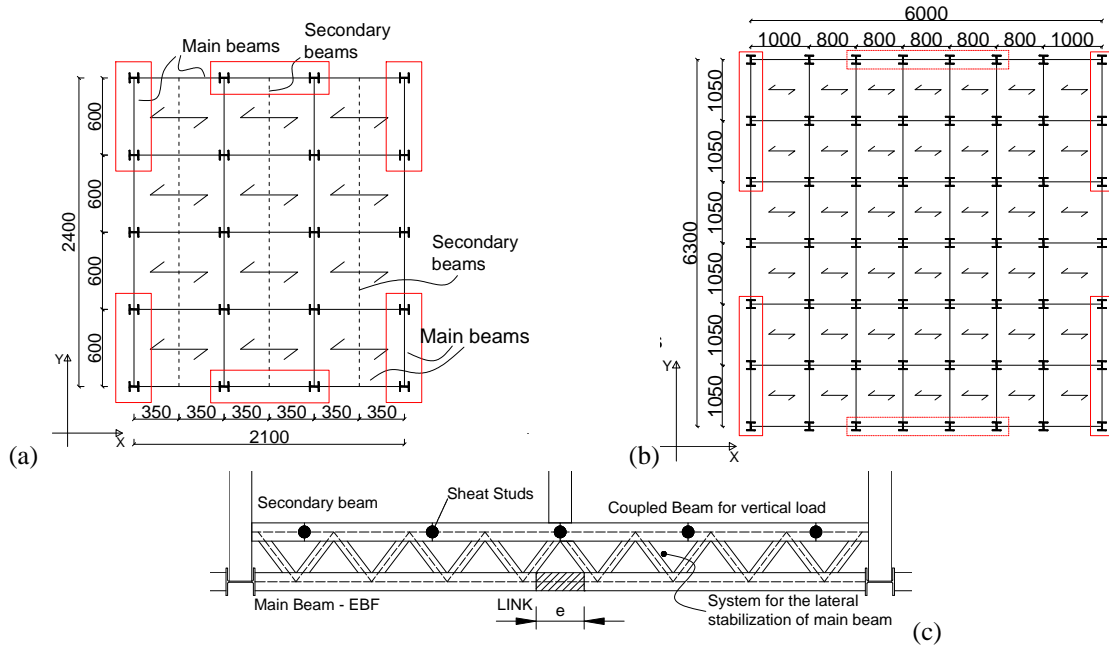 Main beams
Secondary
beams
2400
600
600
600
600
Secondary
beams
Main beams
Y
X
350 350 350 350 350 350
2100
(a)
6000
1000 800 800 800 800 800 1000
6300
1050
1050
1050
1050
1050
1050
Y
X
(b)
Secondary beam
Sheat Studs
Coupled Beam for vertical load
Main Beam - EBF
LINK
e
System for the lateral
stabilization of main beam
(c)